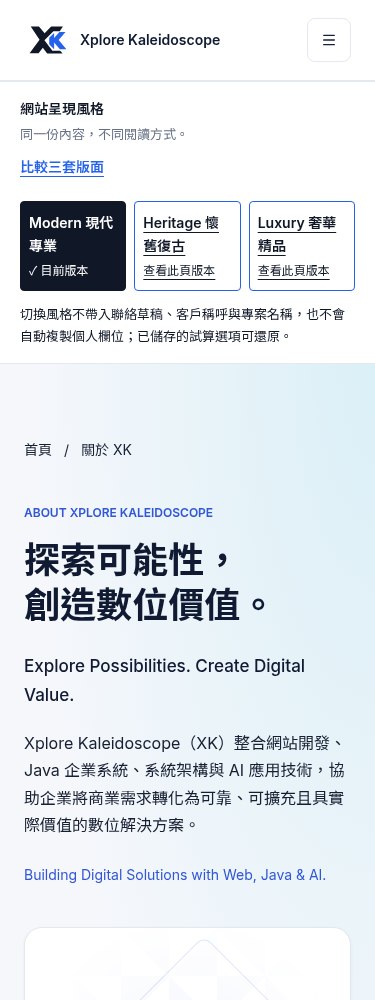 Xplore Kaleidoscope
網站呈現風格
同一份內容，不同閱讀方式。
比較三套版面
Modern 現代
專業
✓ 目前版本
Heritage 懷
舊復古
查看此頁版本
Luxury 奢華
精品
查看此頁版本
切換風格不帶入聯絡草稿、客戶稱呼與專案名稱，也不會
自動複製個人欄位；已儲存的試算選項可還原。
首頁 / 關於 XK
ABOUT XPLORE KALEIDOSCOPE
探索可能性，
創造數位價值。
Explore Possibilities. Create Digital
Value.
Xplore Kaleidoscope（XK）整合網站開發、
Java 企業系統、系統架構與 AI 應用技術，協
助企業將商業需求轉化為可靠、可擴充且具實
際價值的數位解決方案。
Building Digital Solutions with Web, Java & AI.